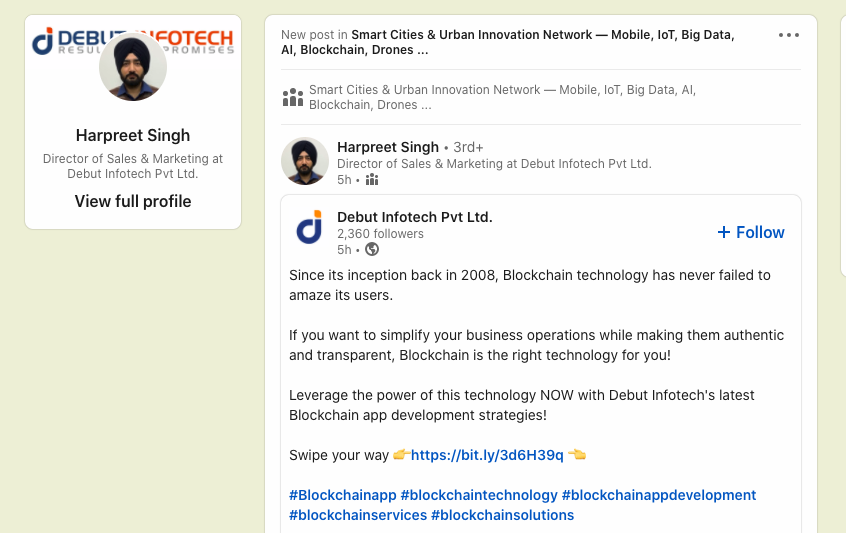 DEBUT INFOTECH
Harpreet Singh
Director of Sales & Marketing at
Debut Infotech Pvt Ltd.
View full profile
New post in Smart Cities & Urban Innovation Network — Mobile, IoT, Big Data,
AI, Blockchain, Drones ...
Smart Cities & Urban Innovation Network — Mobile, IoT, Big Data, AI,
Blockchain, Drones ...
Harpreet Singh • 3rd+
Director of Sales & Marketing at Debut Infotech Pvt Ltd.
5h •
Debut Infotech Pvt Ltd.
2,360 followers
5h •
+ Follow
Since its inception back in 2008, Blockchain technology has never failed to
amaze its users.
If you want to simplify your business operations while making them authentic
and transparent, Blockchain is the right technology for you!
Leverage the power of this technology NOW with Debut Infotech's latest
Blockchain app development strategies!
Swipe your way 👉https://bit.ly/3d6H39q 👈
#Blockchainapp #blockchaintechnology #blockchainappdevelopment
#blockchainservices #blockchainsolutions